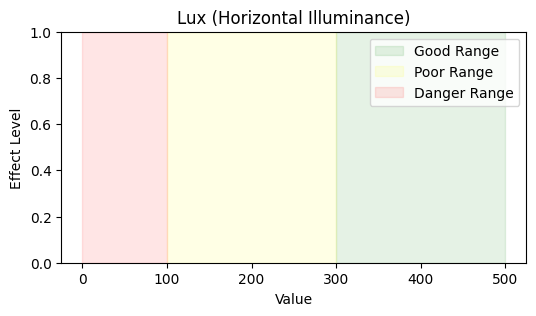 Lux (Horizontal Illuminance)
1.0
0.8
0.6
0.4
0.2
0.0
Effect Level
Good Range
Poor Range
Danger Range
0 100 200 300 400 500
Value